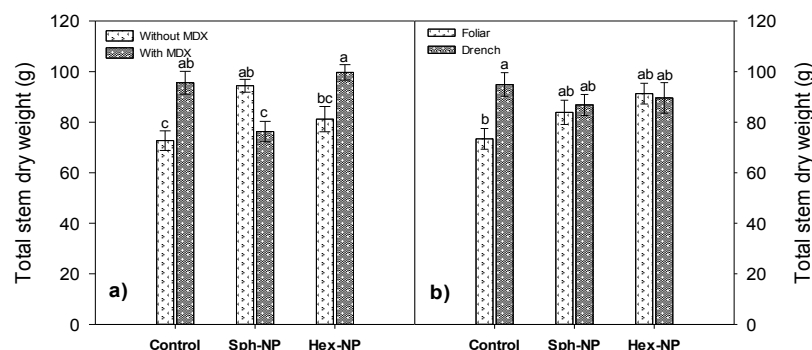 Total stem dry weight (g)
120
100
80
60
40
20
0
Without MDX
With MDX
c
ab
ab
c
bc
a
a)
Control
Sph-NP
Hex-NP
Foliar
Drench
b
a
ab
ab
ab
ab
b)
Control
Sph-NP
Hex-NP
120
100
80
60
40
20
0
Total stem dry weight (g)